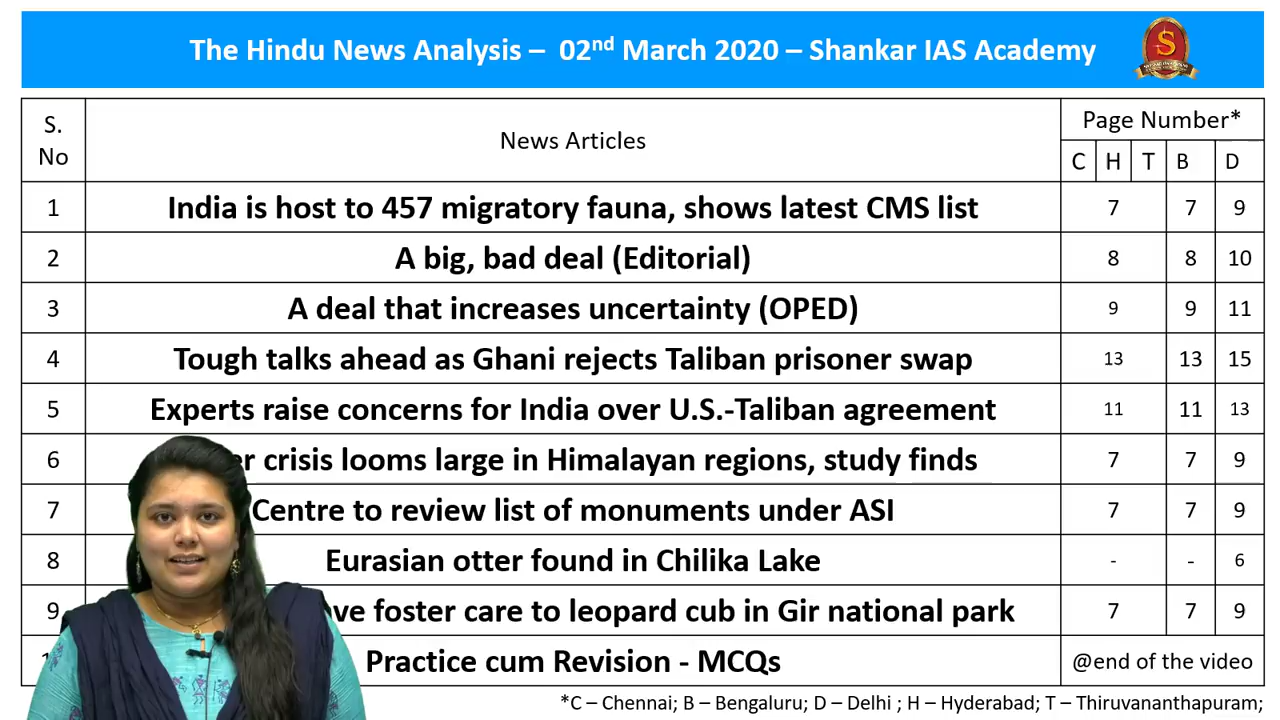 The Hindu News Analysis – 02nd March 2020 – Shankar IAS Academy
S. No News Articles Page Number*
C H T B D
1 India is host to 457 migratory fauna, shows latest CMS list 7 7 9
2 A big, bad deal (Editorial) 8 8 10
3 A deal that increases uncertainty (OPED) 9 9 11
4 Tough talks ahead as Ghani rejects Taliban prisoner swap 13 13 15
5 Experts raise concerns for India over U.S.-Taliban agreement 11 11 13
6 crisis looms large in Himalayan regions, study finds 7 7 9
7 Centre to review list of monuments under ASI 7 7 9
8 Eurasian otter found in Chilika Lake - - 6
9 foster care to leopard cub in Gir national park 7 7 9
Practice cum Revision - MCQs @end of the video
*C – Chennai; B – Bengaluru; D – Delhi ; H – Hyderabad; T – Thiruvananthapuram;